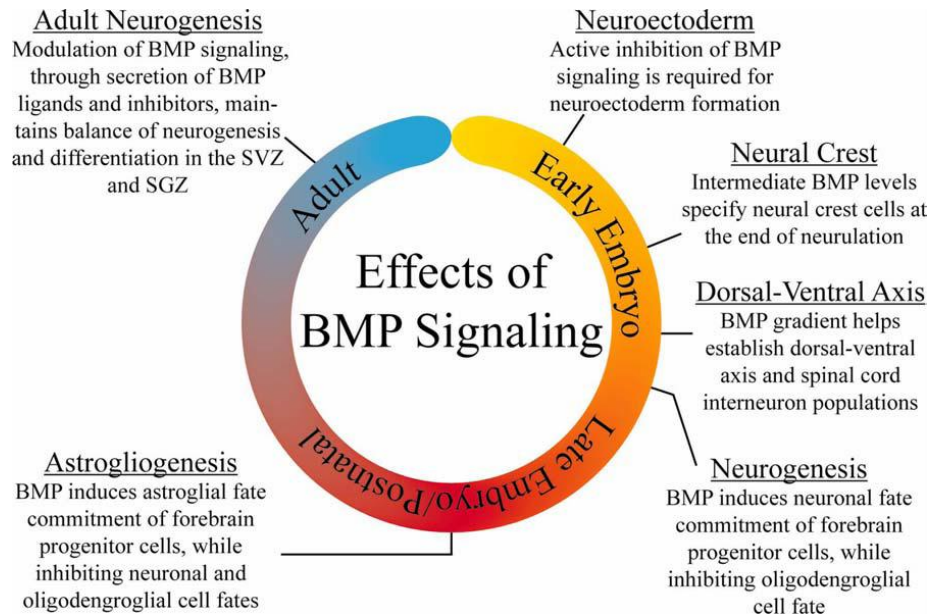 Adult Neurogenesis
Modulation of BMP signaling,
through secretion of BMP
ligands and inhibitors, main-
tains balance of neurogenesis
and differentiation in the SVZ
and SGZ
Neuroectoderm
Active inhibition of BMP
signaling is required for
neuroectoderm formation
Neural Crest
Intermediate BMP levels
specify neural crest cells at
the end of neurulation
Dorsal-Ventral Axis
BMP gradient helps
establish dorsal-ventral
axis and spinal cord
interneuron populations
Neurogenesis
BMP induces neuronal fate
commitment of forebrain
progenitor cells, while
inhibiting oligodengroglial
cell fate
Astrogliogenesis
BMP induces astroglial fate
commitment of forebrain
progenitor cells, while
inhibiting neuronal and
oligodengroglial cell fates
Adult
Early Embryo
Late Embryo/Postnatal
Effects of
BMP Signaling